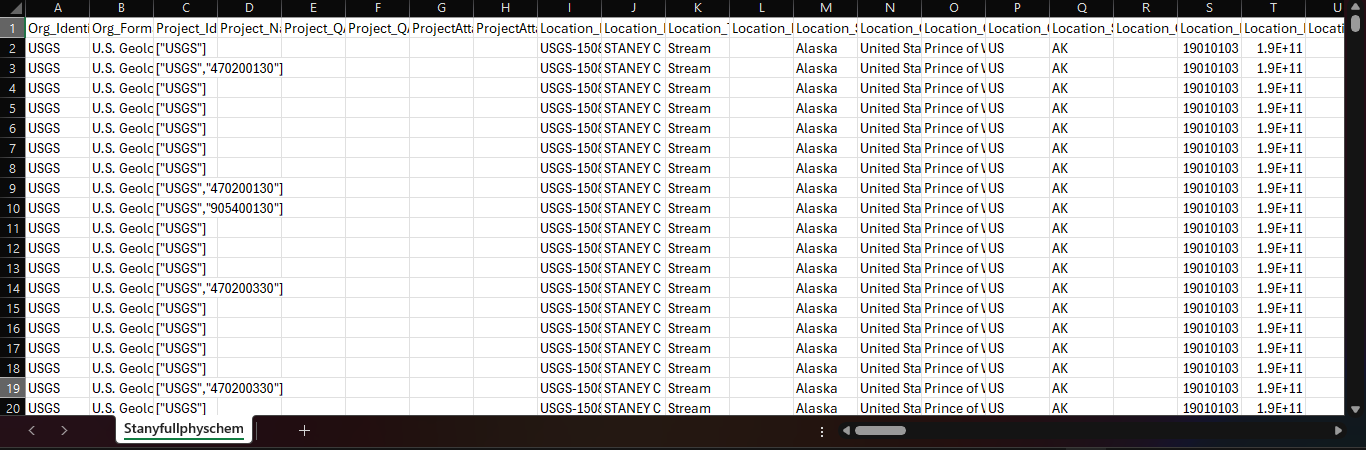 A B C D E F G H I J K L M N O P Q R S T U
1 Org_Identi Org_Form Project_Id Project_Na Project_QA Project_QA ProjectAtta ProjectAtta Location_I Location_ Location_T Location_ Location_S Location_C Location_C Location_C Location_S Location_C Location_ Location_ Locati
2 USGS U.S. Geolo ["USGS"] USGS-1508 STANEY C Stream Alaska United Sta Prince of W US AK 19010103 1.9E+11
3 USGS U.S. Geolo ["USGS","470200130"] USGS-1508 STANEY C Stream Alaska United Sta Prince of W US AK 19010103 1.9E+11
4 USGS U.S. Geolo ["USGS"] USGS-1508 STANEY C Stream Alaska United Sta Prince of W US AK 19010103 1.9E+11
5 USGS U.S. Geolo ["USGS"] USGS-1508 STANEY C Stream Alaska United Sta Prince of W US AK 19010103 1.9E+11
6 USGS U.S. Geolo ["USGS"] USGS-1508 STANEY C Stream Alaska United Sta Prince of W US AK 19010103 1.9E+11
7 USGS U.S. Geolo ["USGS"] USGS-1508 STANEY C Stream Alaska United Sta Prince of W US AK 19010103 1.9E+11
8 USGS U.S. Geolo ["USGS"] USGS-1508 STANEY C Stream Alaska United Sta Prince of W US AK 19010103 1.9E+11
9 USGS U.S. Geolo ["USGS","470200130"] USGS-1508 STANEY C Stream Alaska United Sta Prince of W US AK 19010103 1.9E+11
10 USGS U.S. Geolo ["USGS","905400130"] USGS-1508 STANEY C Stream Alaska United Sta Prince of W US AK 19010103 1.9E+11
11 USGS U.S. Geolo ["USGS"] USGS-1508 STANEY C Stream Alaska United Sta Prince of W US AK 19010103 1.9E+11
12 USGS U.S. Geolo ["USGS"] USGS-1508 STANEY C Stream Alaska United Sta Prince of W US AK 19010103 1.9E+11
13 USGS U.S. Geolo ["USGS"] USGS-1508 STANEY C Stream Alaska United Sta Prince of W US AK 19010103 1.9E+11
14 USGS U.S. Geolo ["USGS","470200330"] USGS-1508 STANEY C Stream Alaska United Sta Prince of W US AK 19010103 1.9E+11
15 USGS U.S. Geolo ["USGS"] USGS-1508 STANEY C Stream Alaska United Sta Prince of W US AK 19010103 1.9E+11
16 USGS U.S. Geolo ["USGS"] USGS-1508 STANEY C Stream Alaska United Sta Prince of W US AK 19010103 1.9E+11
17 USGS U.S. Geolo ["USGS"] USGS-1508 STANEY C Stream Alaska United Sta Prince of W US AK 19010103 1.9E+11
18 USGS U.S. Geolo ["USGS"] USGS-1508 STANEY C Stream Alaska United Sta Prince of W US AK 19010103 1.9E+11
19 USGS U.S. Geolo ["USGS","470200330"] USGS-1508 STANEY C Stream Alaska United Sta Prince of W US AK 19010103 1.9E+11
20 USGS U.S. Geolo ["USGS"] USGS-1508 STANEY C Stream Alaska United Sta Prince of W US AK 19010103 1.9E+11
Stanyfullphyschem